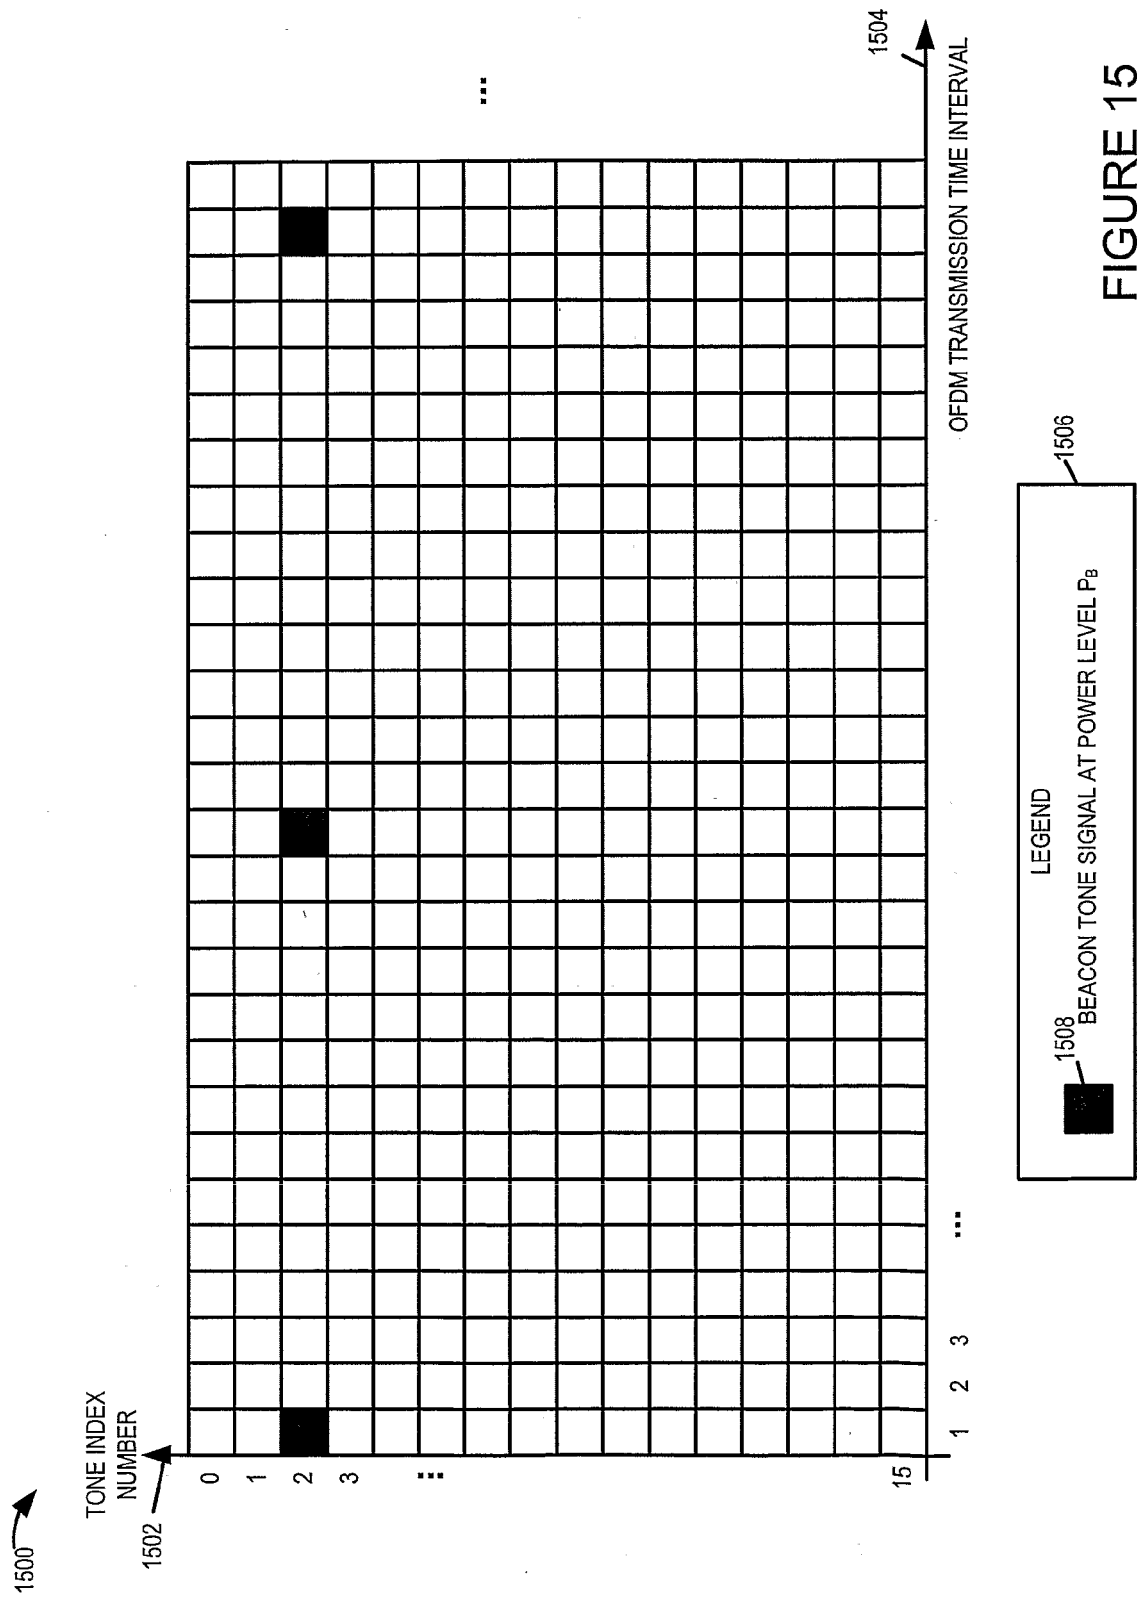 1500
TONE INDEX
NUMBER
1502
0
1
2
3
...
15
1 2 3 ...
...
1504
OFDM TRANSMISSION TIME INTERVAL
LEGEND
1506
1508
BEACON TONE SIGNAL AT POWER LEVEL PB
FIGURE 15